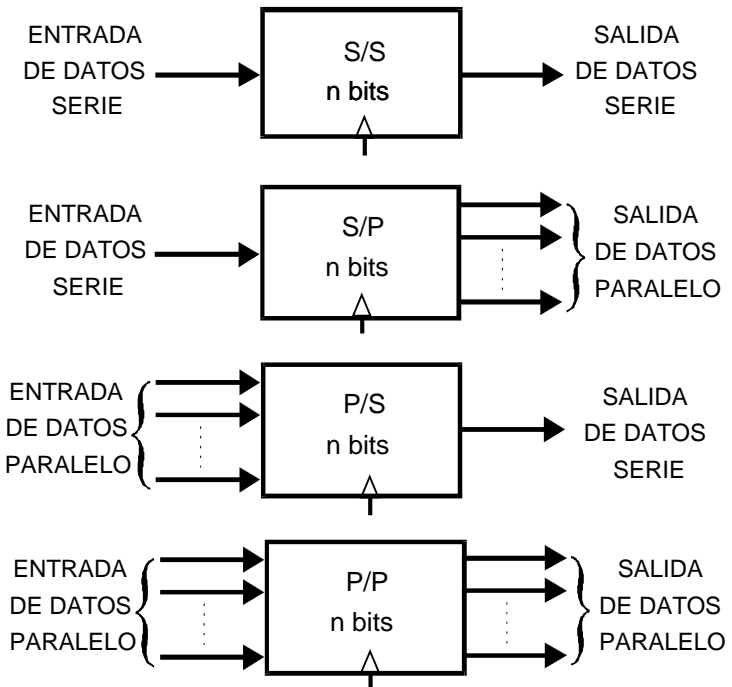 ENTRADA
DE DATOS
SERIE
S/S
n bits
SALIDA
DE DATOS
SERIE
ENTRADA
DE DATOS
SERIE
S/P
n bits
SALIDA
DE DATOS
PARALELO
ENTRADA
DE DATOS
PARALELO
P/S
n bits
SALIDA
DE DATOS
SERIE
ENTRADA
DE DATOS
PARALELO
P/P
n bits
SALIDA
DE DATOS
PARALELO